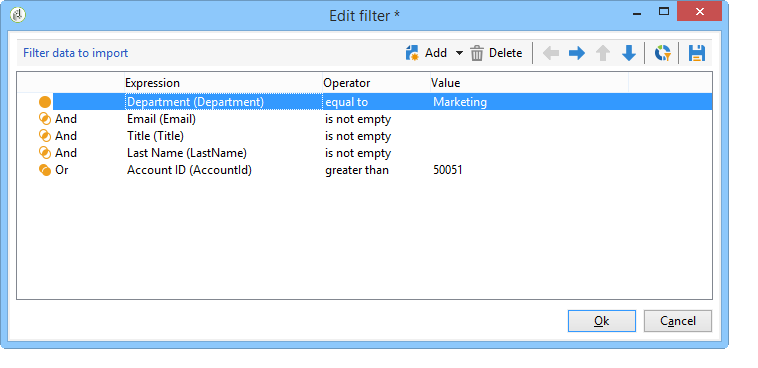 Edit filter *
Filter data to import Add Delete
Expression Operator Value
Department (Department) equal to Marketing
And Email (Email) is not empty
And Title (Title) is not empty
And Last Name (LastName) is not empty
Or Account ID (AccountId) greater than 50051
Ok Cancel